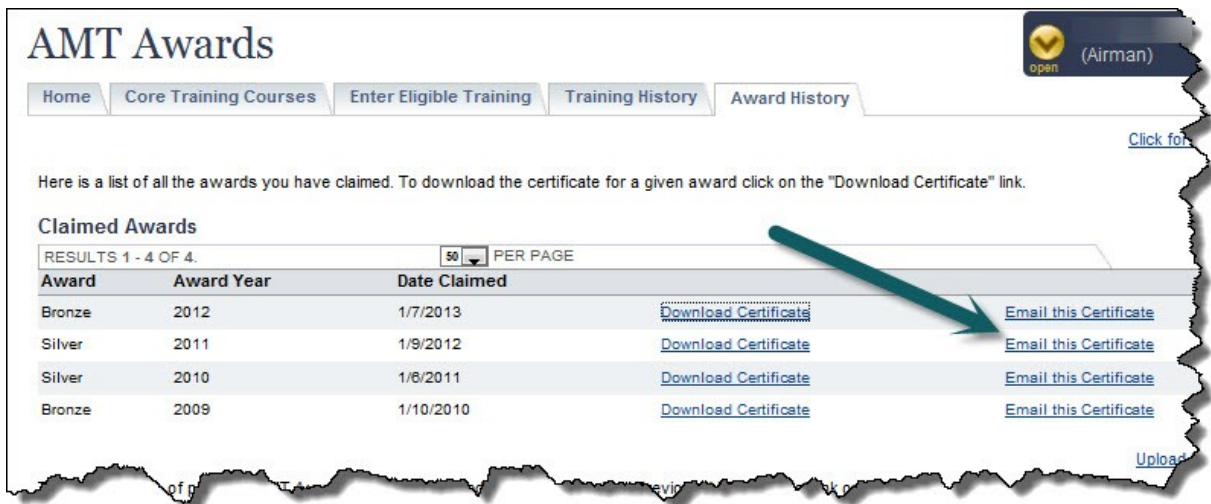 AMT Awards
open
(Airman)
Home Core Training Courses Enter Eligible Training Training History Award History
Click for
Here is a list of all the awards you have claimed. To download the certificate for a given award click on the "Download Certificate" link.
Claimed Awards
RESULTS 1 - 4 OF 4. 50 PER PAGE
Award Award Year Date Claimed
Bronze 2012 1/7/2013 Download Certificate Email this Certificate
Silver 2011 1/9/2012 Download Certificate Email this Certificate
Silver 2010 1/6/2011 Download Certificate Email this Certificate
Bronze 2009 1/10/2010 Download Certificate Email this Certificate
Upload
of